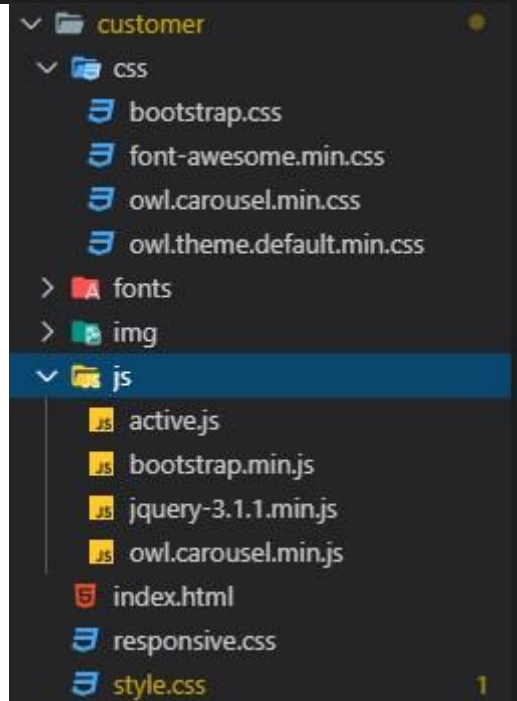 customer
css
bootstrap.css
font-awesome.min.css
owl.carousel.min.css
owl.theme.default.min.css
fonts
img
js
active.js
bootstrap.min.js
jquery-3.1.1.min.js
owl.carousel.min.js
index.html
responsive.css
style.css 1